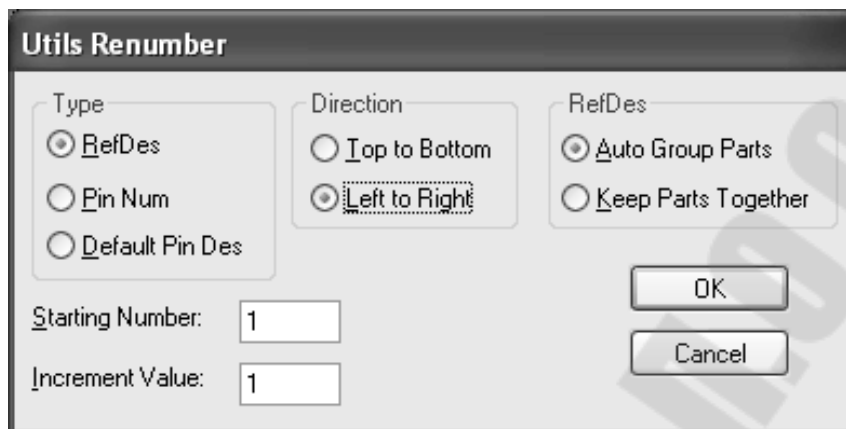 Utils Renumber
Type
RefDes
Pin Num
Default Pin Des
Direction
Top to Bottom
Left to Right
RefDes
Auto Group Parts
Keep Parts Together
Starting Number: 1
Increment Value: 1
OK
Cancel